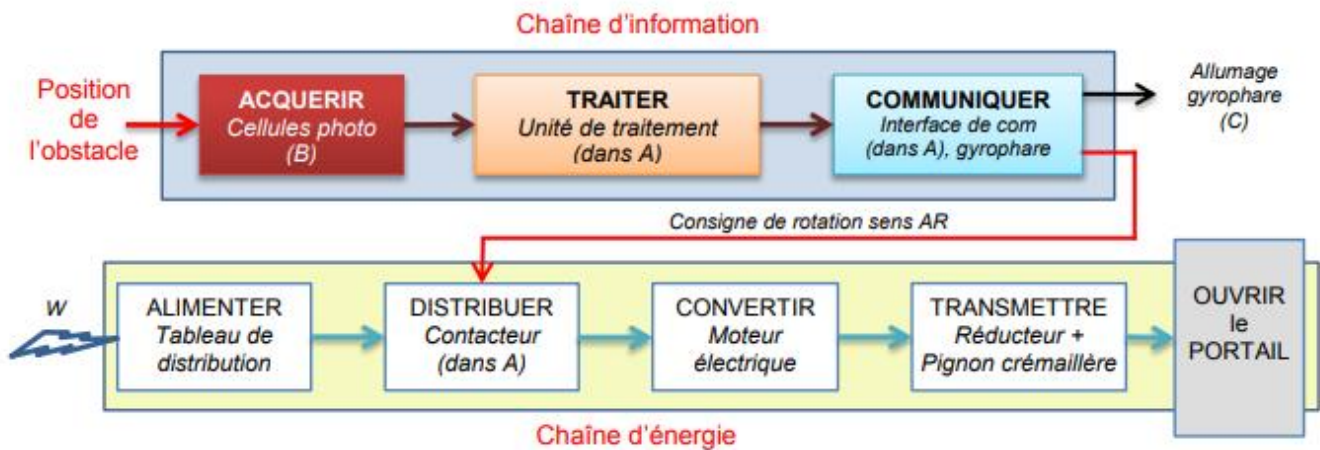 Chaîne d'information
Position
de
l'obstacle
ACQUERIR
Cellules photo
(B)
TRAITER
Unité de traitement
(dans A)
COMMUNIQUER
Interface de com
(dans A), gyrophare
Allumage
gyrophare
(C)
Consigne de rotation sens AR
W
ALIMENTER
Tableau de
distribution
DISTRIBUER
Contacteur
(dans A)
CONVERTIR
Moteur
électrique
TRANSMETTRE
Réducteur +
Pignon crémaillère
OUVRIR
le
PORTAIL
Chaîne d'énergie